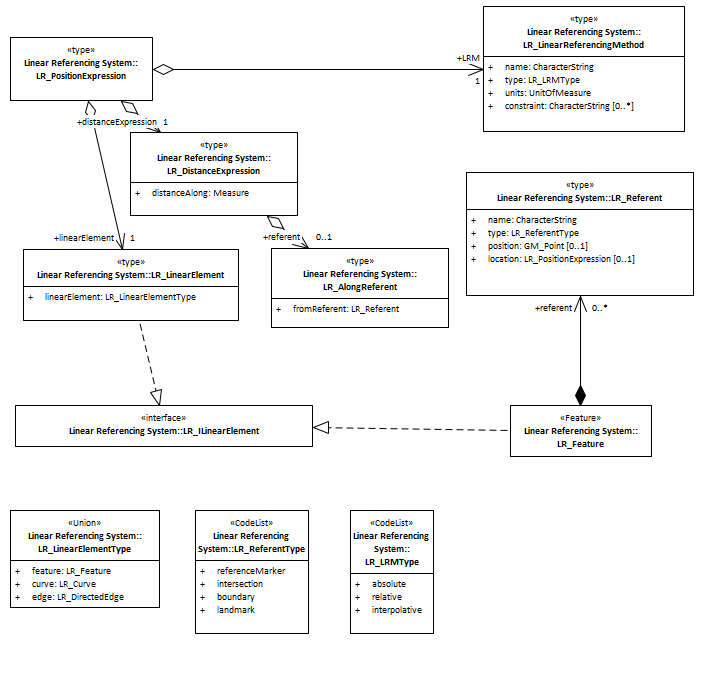 «type»
Linear Referencing System::
LR_PositionExpression
«type»
Linear Referencing System::
LR_LinearReferencingMethod
+ name: CharacterString
+ type: LR_LRMType
+ units: UnitOfMeasure
+ constraint: CharacterString [0..*]
+LRM
1
+distanceExpression 1
«type»
Linear Referencing System::
LR_DistanceExpression
+ distanceAlong: Measure
«type»
Linear Referencing System::LR_Referent
+ name: CharacterString
+ type: LR_ReferentType
+ position: GM_Point [0..1]
+ location: LR_PositionExpression [0..1]
+linearElement 1
+referent 0..1
«type»
Linear Referencing System::LR_LinearElement
+ linearElement: LR_LinearElementType
«type»
Linear Referencing System::
LR_AlongReferent
+ fromReferent: LR_Referent
+referent 0..*
«interface»
Linear Referencing System::LR_ILinearElement
«Feature»
Linear Referencing System::
LR_Feature
«Union»
Linear Referencing System::
LR_LinearElementType
+ feature: LR_Feature
+ curve: LR_Curve
+ edge: LR_DirectedEdge
«CodeList»
Linear Referencing
System::LR_ReferentType
+ referenceMarker
+ intersection
+ boundary
+ landmark
«CodeList»
Linear Referencing
System::
LR_LRMType
+ absolute
+ relative
+ interpolative